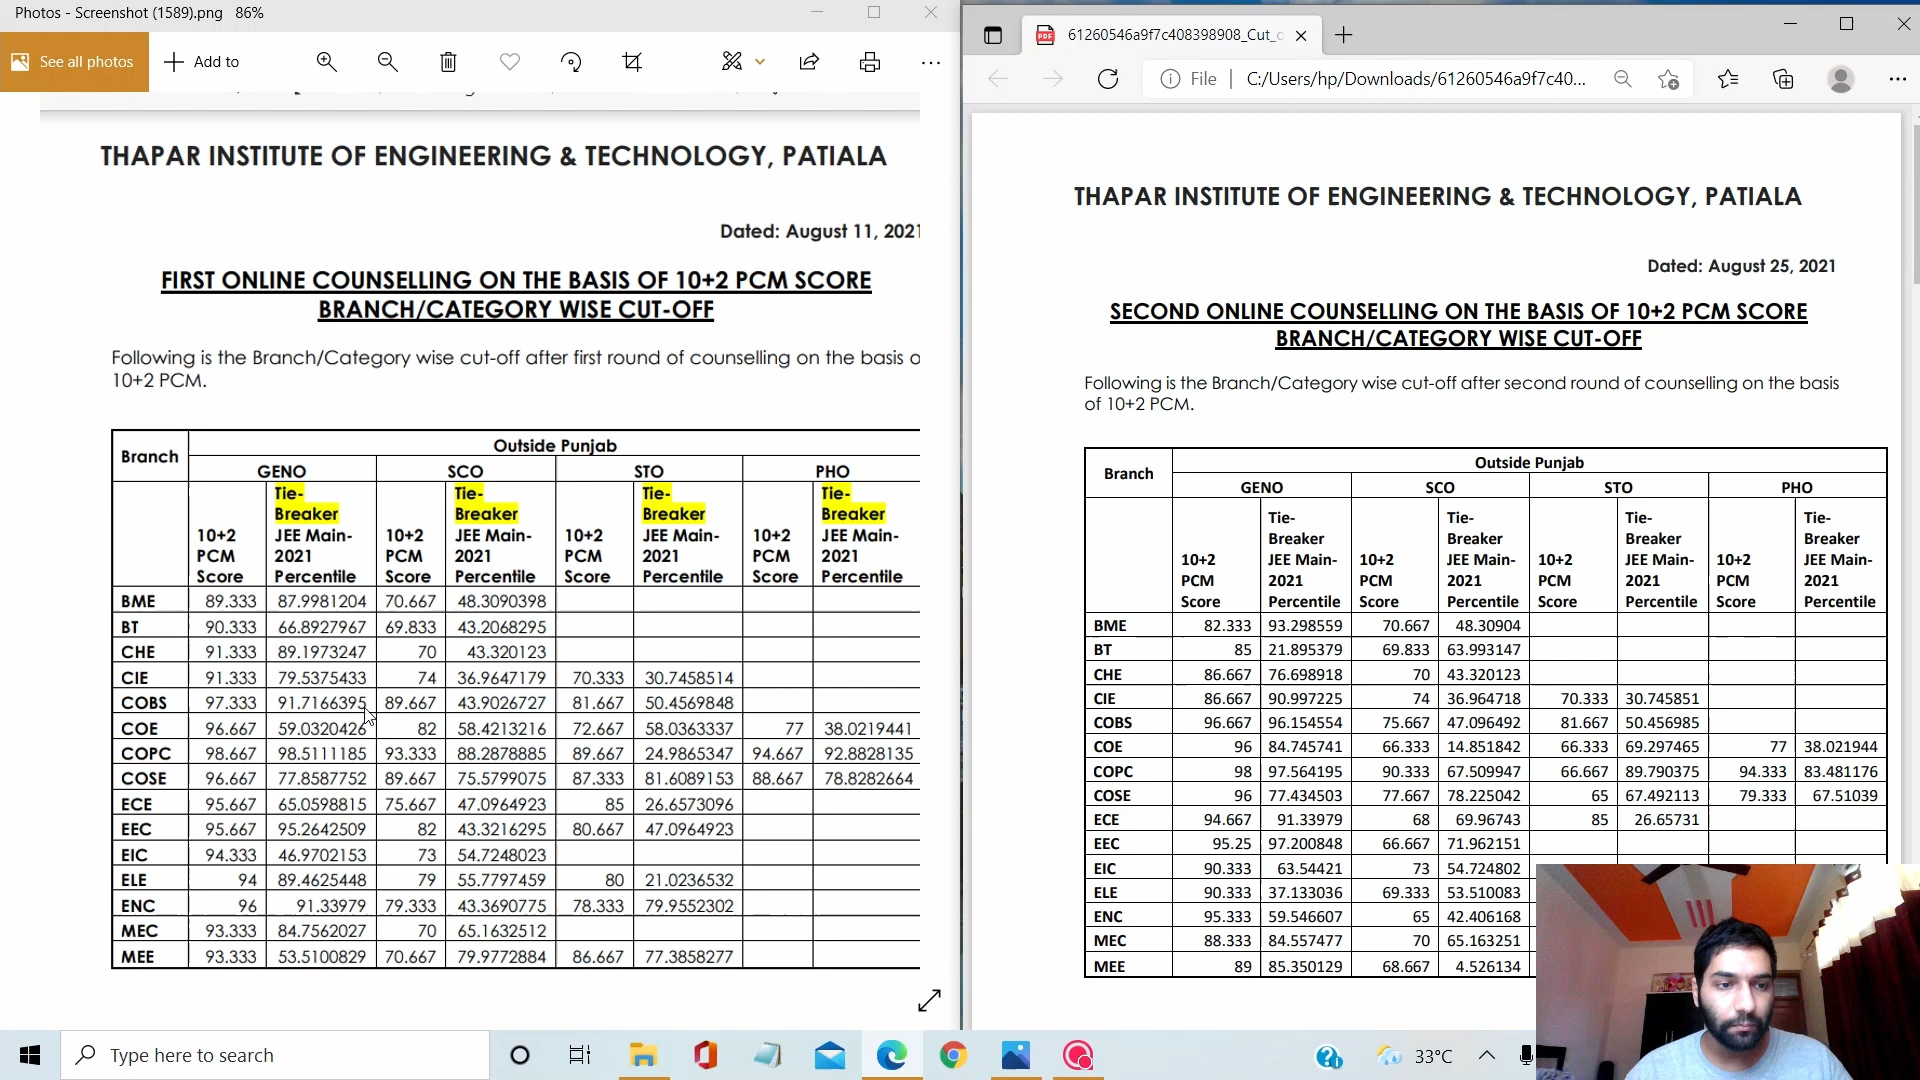 Photos - Screenshot (1589).png 86%
See all photos
Add to
THAPAR INSTITUTE OF ENGINEERING & TECHNOLOGY, PATIALA
Dated: August 11, 2021
FIRST ONLINE COUNSELLING ON THE BASIS OF 10+2 PCM SCORE
BRANCH/CATEGORY WISE CUT-OFF
Following is the Branch/Category wise cut-off after first round of counselling on the basis o
10+2 PCM.
Branch Outside Punjab
GENO SCO STO PHO
10+2 PCM Score Tie-Breaker JEE Main-2021 Percentile 10+2 PCM Score Tie-Breaker JEE Main-2021 Percentile 10+2 PCM Score Tie-Breaker JEE Main-2021 Percentile 10+2 PCM Score Tie-Breaker JEE Main-2021 Percentile
BME 89.333 87.9981204 70.667 48.3090398
BT 90.333 66.8927967 69.833 43.2068295
CHE 91.333 89.1973247 70 43.320123
CIE 91.333 79.5375433 74 36.9647179 70.333 30.7458514
COBS 97.333 91.7166395 89.667 43.9026727 81.667 50.4569848
COE 96.667 59.0320426 82 58.4213216 72.667 58.0363337 77 38.0219441
COPC 98.667 98.5111185 93.333 88.2878885 89.667 24.9865347 94.667 92.8828135
COSE 96.667 77.8587752 89.667 75.5799075 87.333 81.6089153 88.667 78.8282664
ECE 95.667 65.0598815 75.667 47.0964923 85 26.6573096
EEC 95.667 95.2642509 82 43.3216295 80.667 47.0964923
EIC 94.333 46.9702153 73 54.7248023
ELE 94 89.4625448 79 55.7797459 80 21.0236532
ENC 96 91.33979 79.333 43.3690775 78.333 79.9552302
MEC 93.333 84.7562027 70 65.1632512
MEE 93.333 53.5100829 70.667 79.9772884 86.667 77.3858277
61260546a9f7c408398908_Cut_o
File C:/Users/hp/Downloads/61260546a9f7c40...
THAPAR INSTITUTE OF ENGINEERING & TECHNOLOGY, PATIALA
Dated: August 25, 2021
SECOND ONLINE COUNSELLING ON THE BASIS OF 10+2 PCM SCORE
BRANCH/CATEGORY WISE CUT-OFF
Following is the Branch/Category wise cut-off after second round of counselling on the basis
of 10+2 PCM.
Branch Outside Punjab
GENO SCO STO PHO
10+2 PCM Score Tie-Breaker JEE Main-2021 Percentile 10+2 PCM Score Tie-Breaker JEE Main-2021 Percentile 10+2 PCM Score Tie-Breaker JEE Main-2021 Percentile 10+2 PCM Score Tie-Breaker JEE Main-2021 Percentile
BME 82.333 93.298559 70.667 48.30904
BT 85 21.895379 69.833 63.993147
CHE 86.667 76.698918 70 43.320123
CIE 86.667 90.997225 74 36.964718 70.333 30.745851
COBS 96.667 96.154554 75.667 47.096492 81.667 50.456985
COE 96 84.745741 66.333 14.851842 66.333 69.297465 77 38.021944
COPC 98 97.564195 90.333 67.509947 66.667 89.790375 94.333 83.481176
COSE 96 77.434503 77.667 78.225042 65 67.492113 79.333 67.51039
ECE 94.667 91.33979 68 69.96743 85 26.65731
EEC 95.25 97.200848 66.667 71.962151
EIC 90.333 63.54421 73 54.724802
ELE 90.333 37.133036 69.333 53.510083
ENC 95.333 59.546607 65 42.406168
MEC 88.333 84.557477 70 65.163251
MEE 89 85.350129 68.667 4.526134
Type here to search
33°C